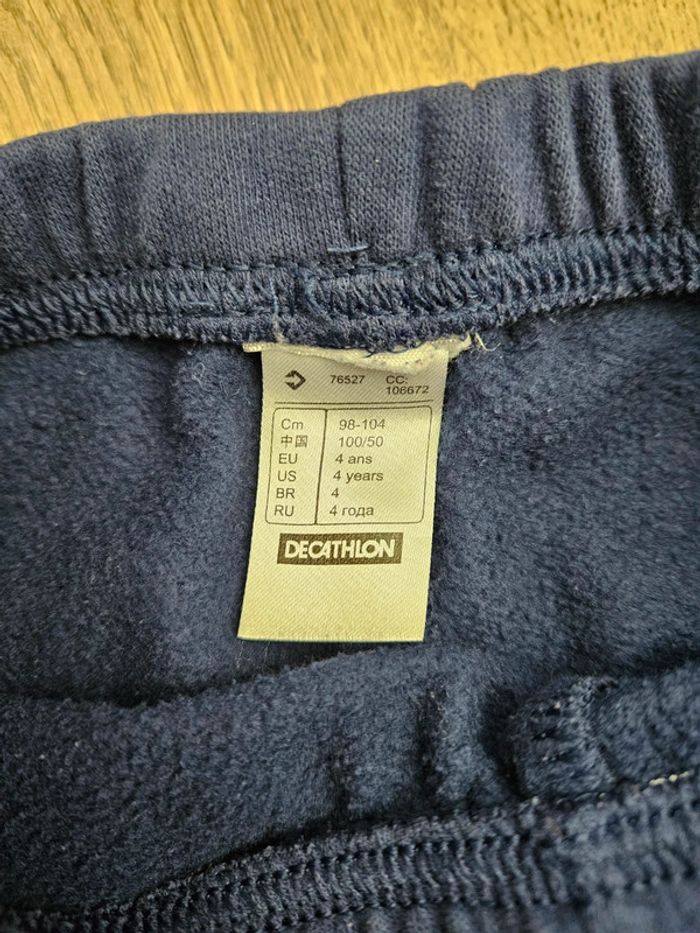 76527 CC:
106672
Cm 98-104
中国 100/50
EU 4 ans
US 4 years
BR 4
RU 4 года
DECATHLON